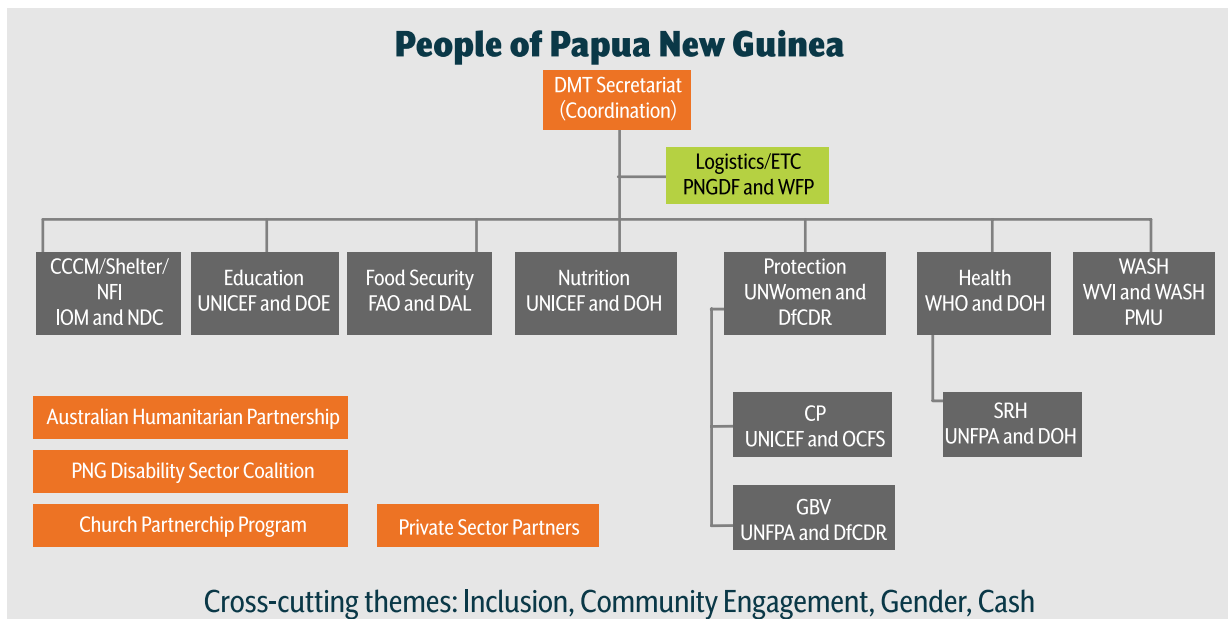 People of Papua New Guinea
DMT Secretariat
(Coordination)
Logistics/ETC
PNGDF and WFP
CCCM/Shelter/
NFI
IOM and NDC
Education
UNICEF and DOE
Food Security
FAO and DAL
Nutrition
UNICEF and DOH
Protection
UNWomen and
DfCDR
Health
WHO and DOH
WASH
WVI and WASH
PMU
CP
UNICEF and OCFS
SRH
UNFPA and DOH
GBV
UNFPA and DfCDR
Australian Humanitarian Partnership
PNG Disability Sector Coalition
Church Partnerchip Program
Private Sector Partners
Cross-cutting themes: Inclusion, Community Engagement, Gender, Cash